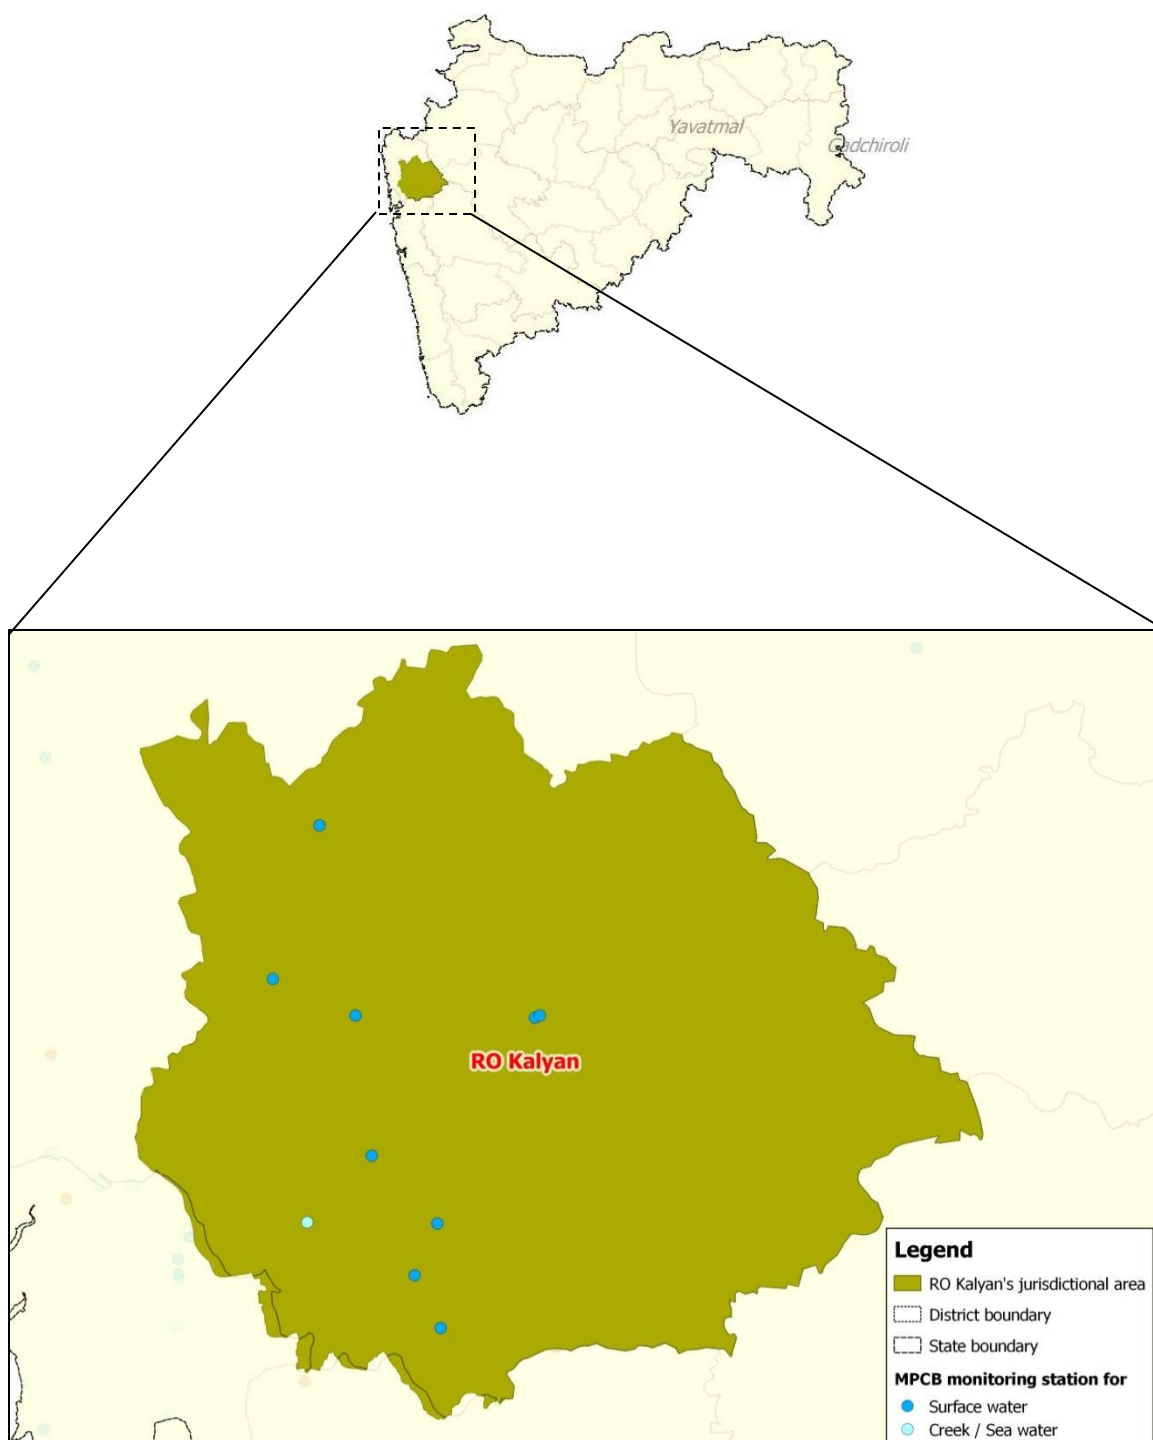 Yavatmal
Gadchiroli
RO Kalyan
Legend
RO Kalyan's jurisdictional area
District boundary
State boundary
MPCB monitoring station for
Surface water
Creek / Sea water